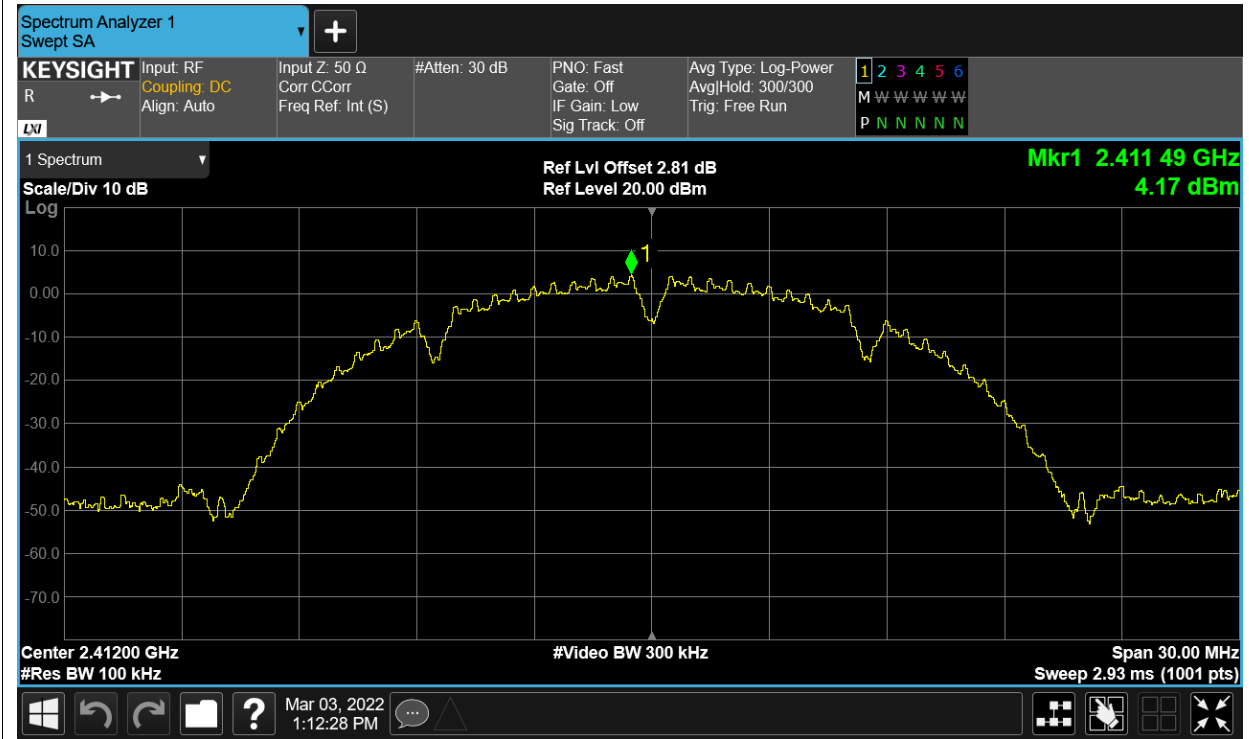 Spectrum Analyzer 1
Swept SA
KEYSIGHT
R
LXI
Input: RF
Coupling: DC
Align: Auto
Input Z: 50 Ω
Corr CCorr
Freq Ref: Int (S)
#Atten: 30 dB
PNO: Fast
Gate: Off
IF Gain: Low
Sig Track: Off
Avg Type: Log-Power
Avg|Hold: 300/300
Trig: Free Run
1 2 3 4 5 6
M W W W W W W
P N N N N N N
1 Spectrum
Scale/Div 10 dB
Ref Lvl Offset 2.81 dB
Ref Level 20.00 dBm
Mkr1 2.411 49 GHz
4.17 dBm
Log
1
10.0
0.00
-10.0
-20.0
-30.0
-40.0
-50.0
-60.0
-70.0
Center 2.41200 GHz
#Res BW 100 kHz
#Video BW 300 kHz
Span 30.00 MHz
Sweep 2.93 ms (1001 pts)
?
Mar 03, 2022
1:12:28 PM